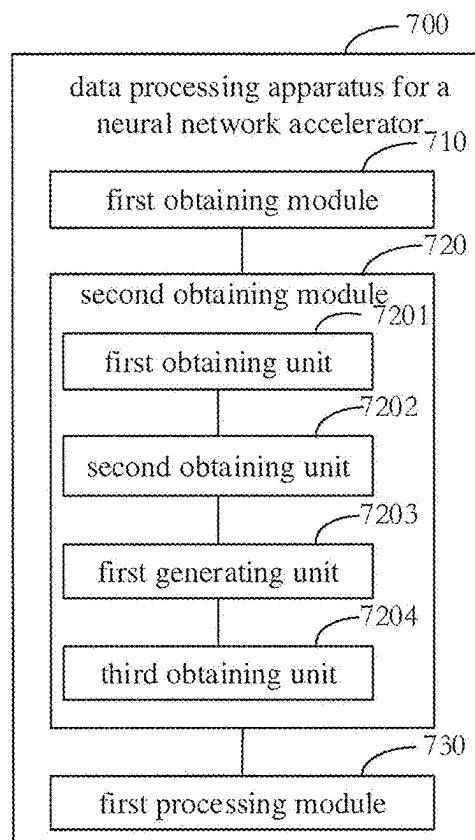 700
data processing apparatus for a
neural network accelerator
710
first obtaining module
720
second obtaining module
7201
first obtaining unit
7202
second obtaining unit
7203
first generating unit
7204
third obtaining unit
730
first processing module